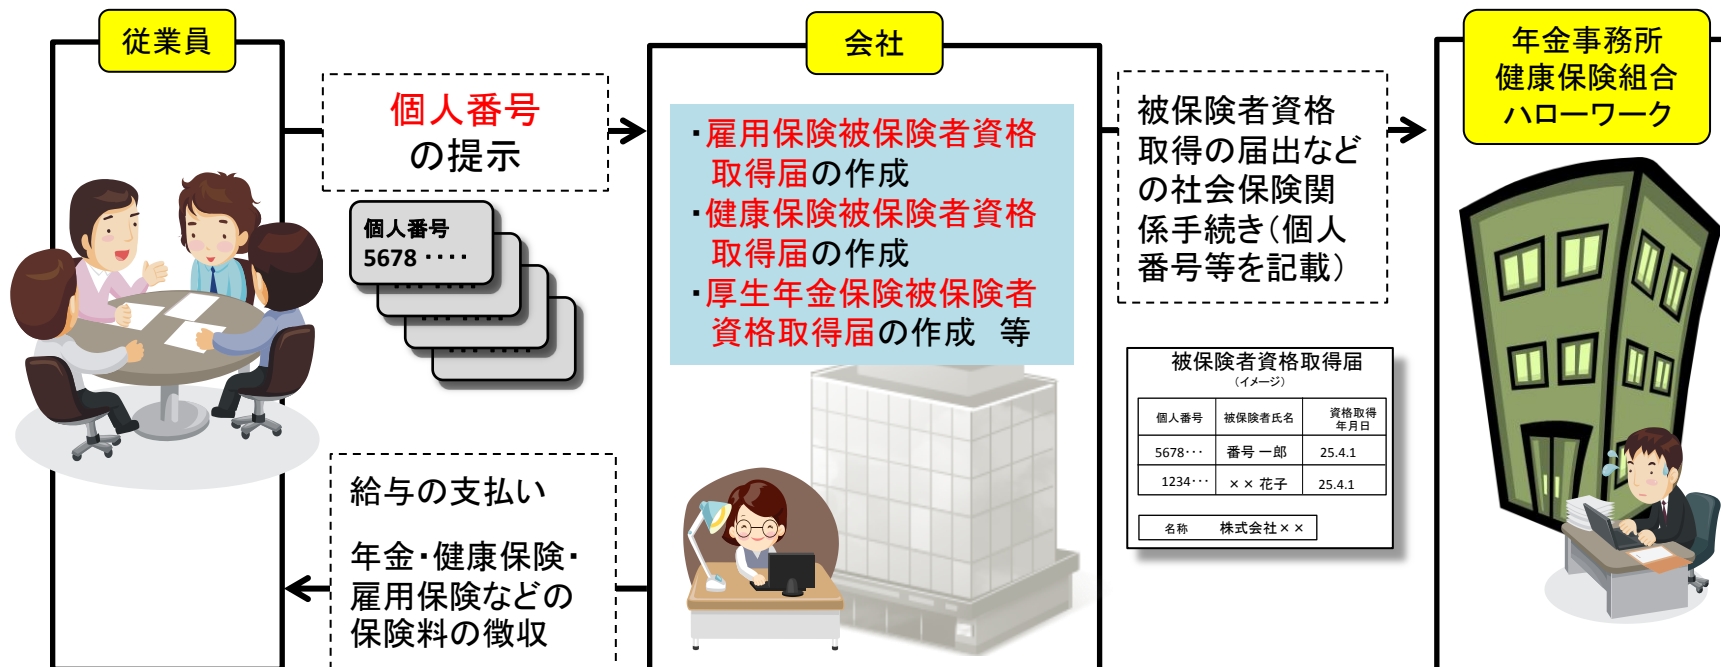 従業員
個人番号
の提示
個人番号
5678 ････
給与の支払い
年金・健康保険・
雇用保険などの
保険料の徴収
会社
・雇用保険被保険者資格
取得届の作成
・健康保険被保険者資格
取得届の作成
・厚生年金保険被保険者
資格取得届の作成　等
被保険者資格
取得の届出など
の社会保険関
係手続き（個人
番号等を記載）
被保険者資格取得届
（イメージ）
個人番号 被保険者氏名 資格取得
年月日
5678･･･ 番号 一郎 25.4.1
1234･･･ ×× 花子 25.4.1
名称 株式会社××
年金事務所
健康保険組合
ハローワーク